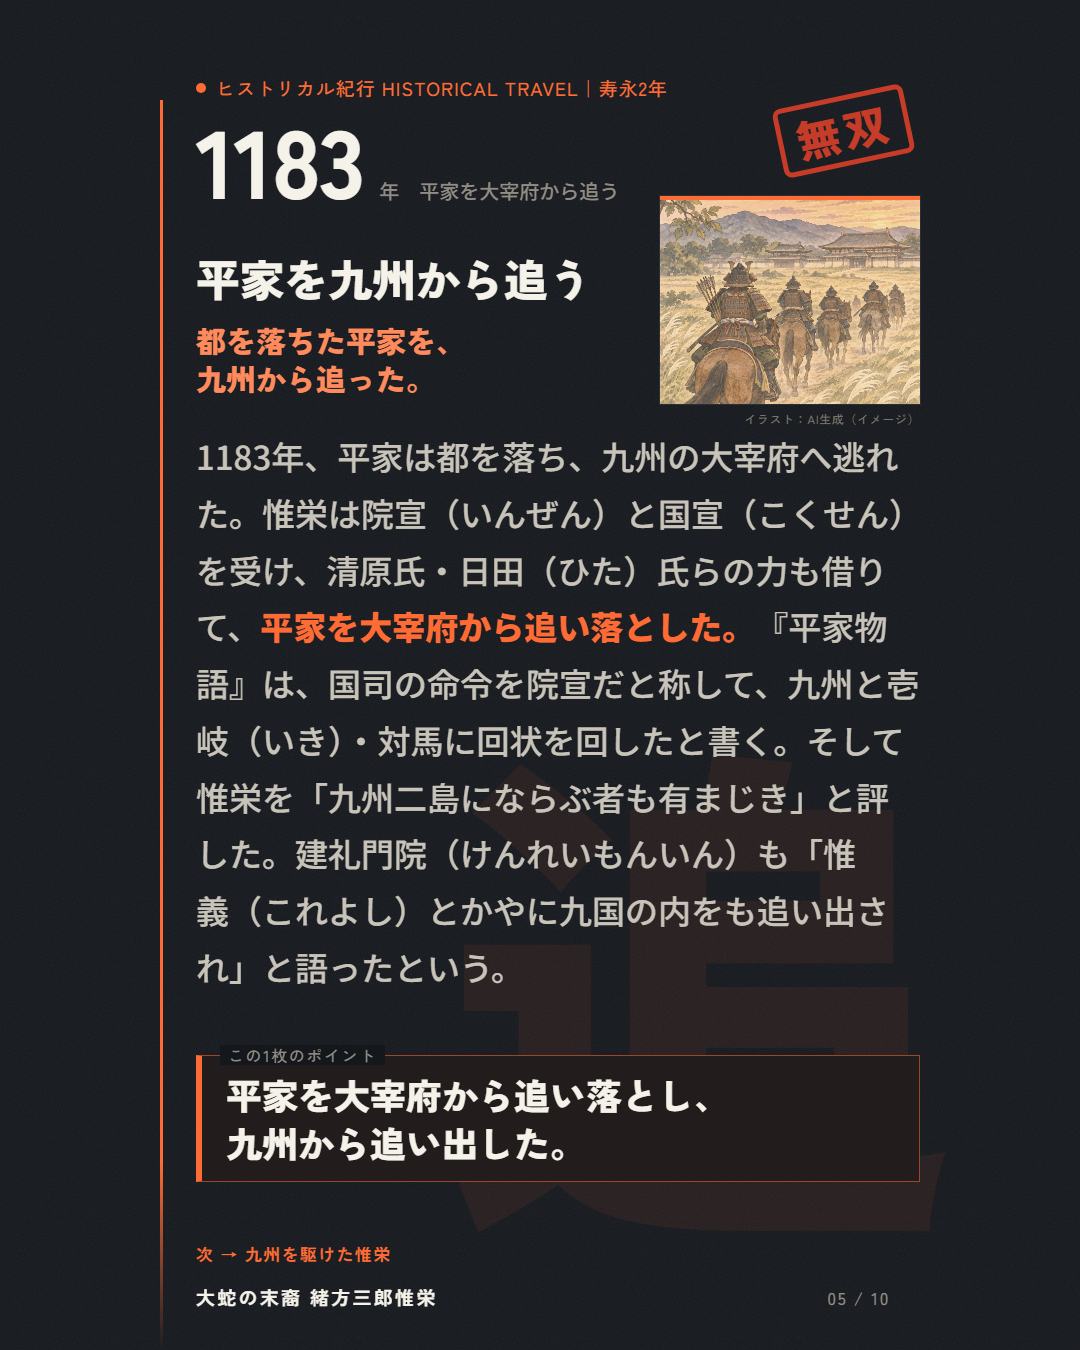 ヒストリカル紀行 HISTORICAL TRAVEL｜寿永2年
無双
1183 年 平家を大宰府から追う
平家を九州から追う
都を落ちた平家を、
九州から追った。
イラスト：AI生成（イメージ）
1183年、平家は都を落ち、九州の大宰府へ逃れ
た。惟栄は院宣（いんぜん）と国宣（こくせん）
を受け、清原氏・日田（ひた）氏らの力も借り
て、平家を大宰府から追い落とした。『平家物
語』は、国司の命令を院宣だと称して、九州と壱
岐（いき）・対馬に回状を回したと書く。そして
惟栄を「九州二島にならぶ者も有まじき」と評
した。建礼門院（けんれいもんいん）も「惟
義（これよし）とかやに九国の内をも追い出さ
れ」と語ったという。
追
この1枚のポイント
平家を大宰府から追い落とし、
九州から追い出した。
次 → 九州を駆けた惟栄
大蛇の末裔 緒方三郎惟栄
05 / 10